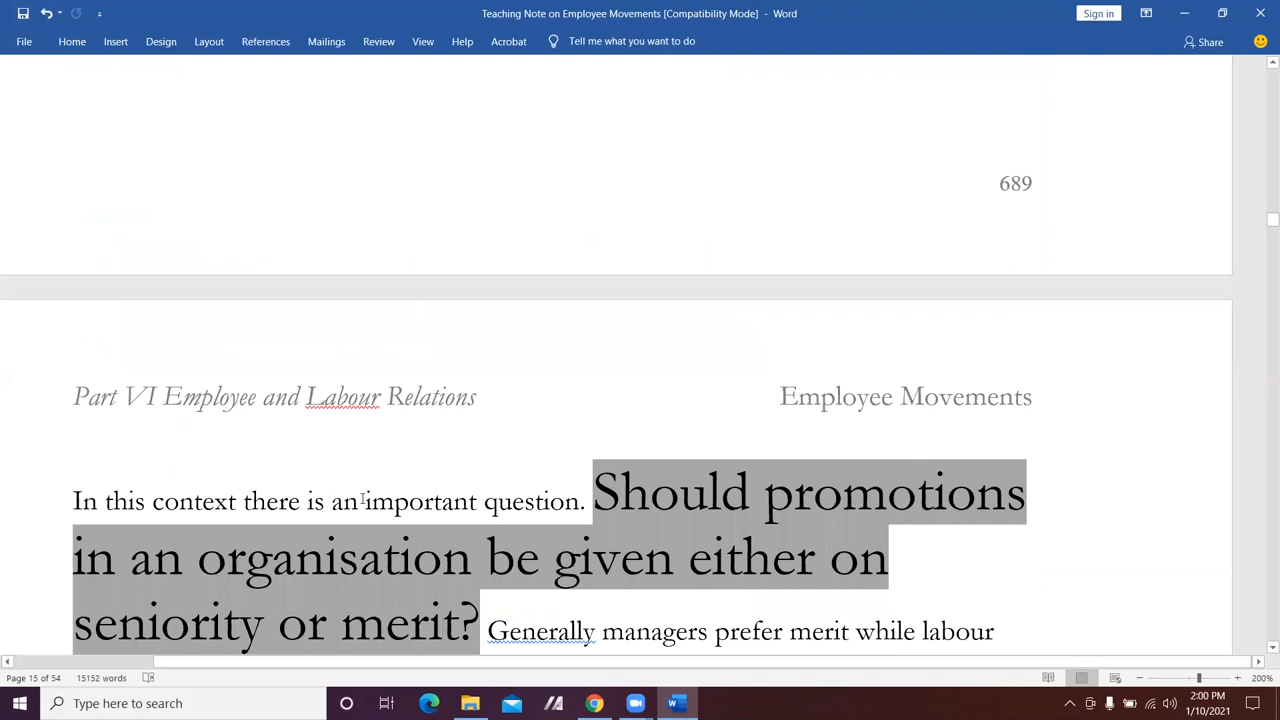 Teaching Note on Employee Movements [Compatibility Mode] - Word
Sign in
File Home Insert Design Layout References Mailings Review View Help Acrobat Tell me what you want to do Share
689
Part VI Employee and Labour Relations Employee Movements
In this context there is an important question. Should promotions
in an organisation be given either on
seniority or merit? Generally managers prefer merit while labour
Page 15 of 54 15152 words 200%
Type here to search
2:00 PM
1/10/2021